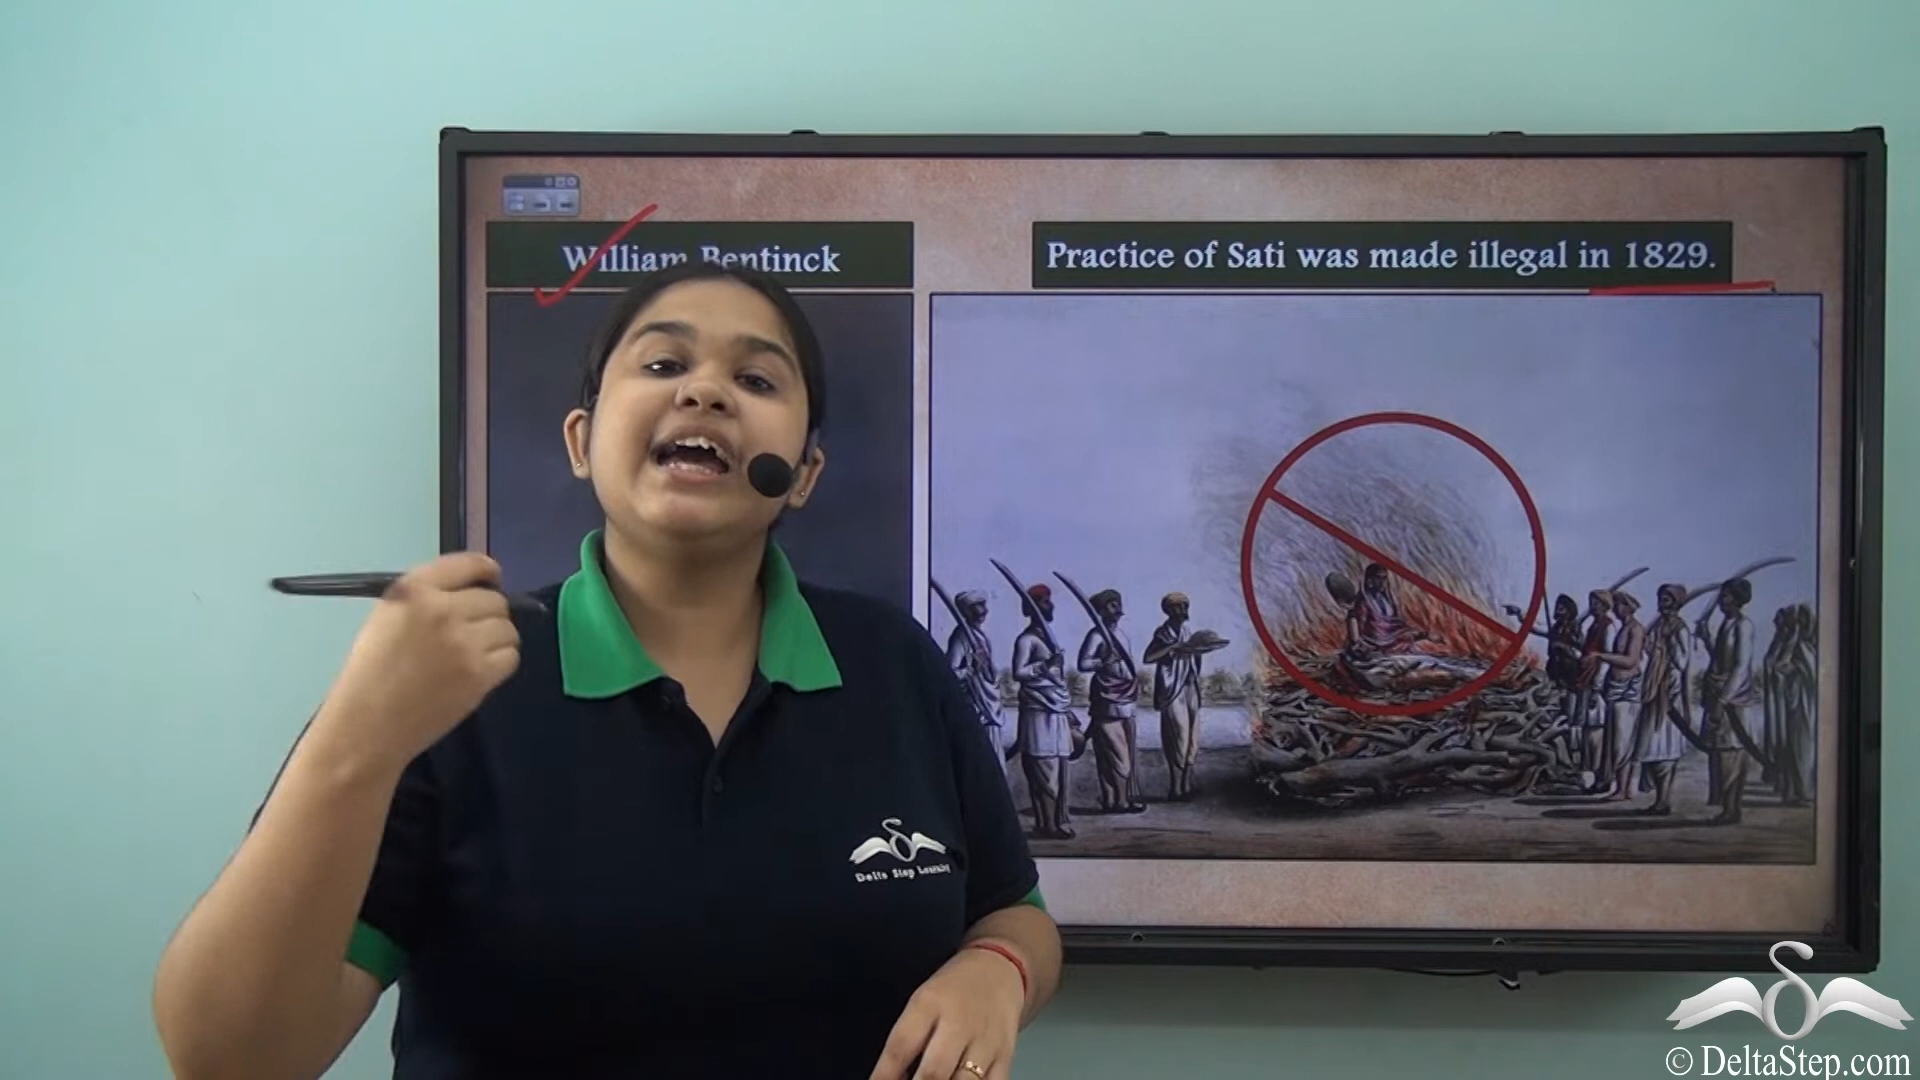 William Bentinck
Practice of Sati was made illegal in 1829.
Delta Step Learning
© DeltaStep.com